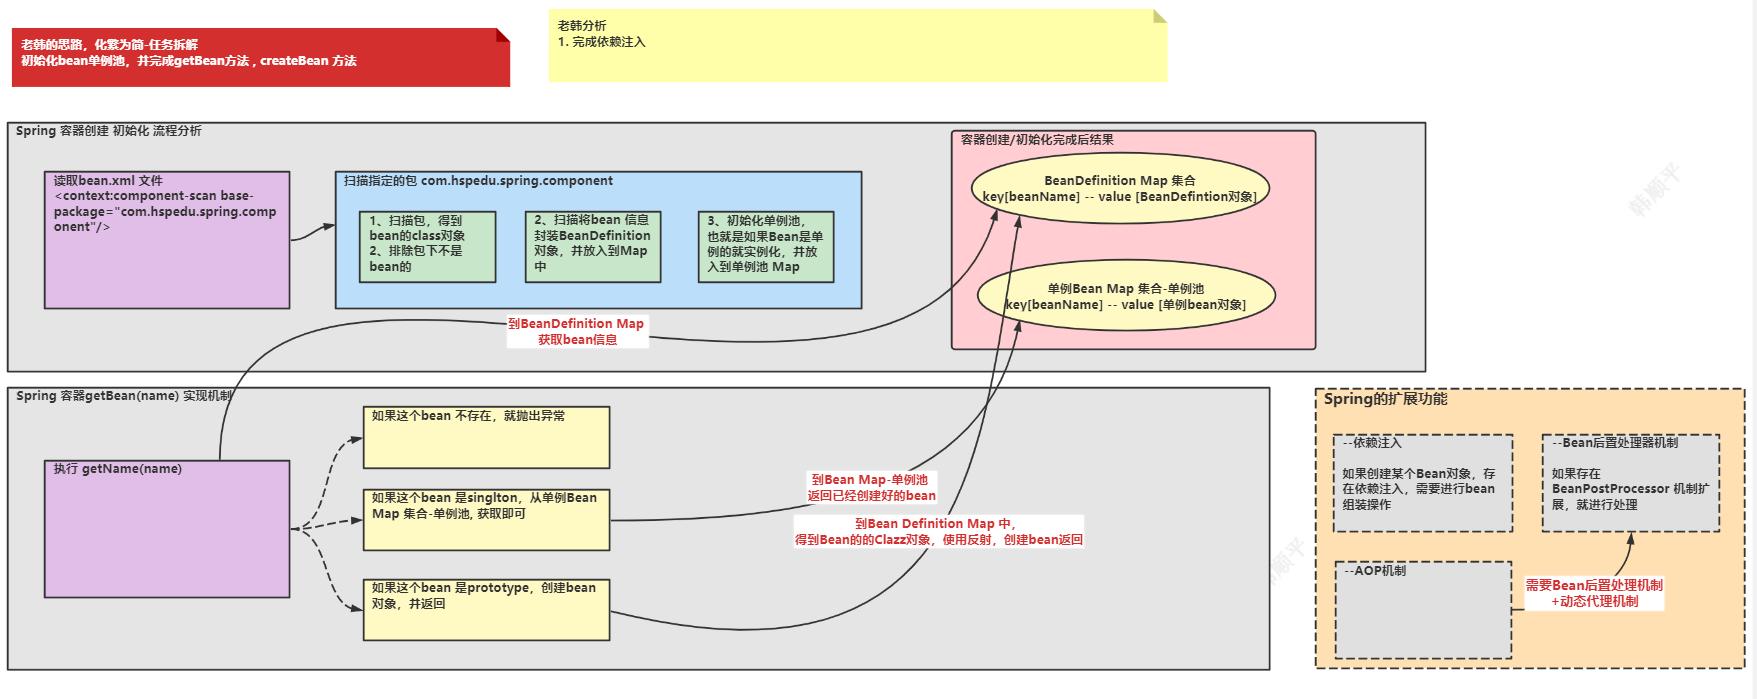 老韩的思路，化繁为简-任务拆解
初始化bean单例池，并完成getBean方法 , createBean 方法
老韩分析
1. 完成依赖注入
Spring 容器创建 初始化 流程分析
读取bean.xml 文件
<context:component-scan base-
package="com.hspedu.spring.comp
onent"/>
扫描指定的包 com.hspedu.spring.component
1、扫描包，得到
bean的class对象
2、排除包下不是
bean的
2、扫描将bean 信息
封装BeanDefinition
对象，并放入到Map
中
3、初始化单例池，
也就是如果Bean是单
例的就实例化，并放
入到单例池 Map
容器创建/初始化完成后结果
BeanDefinition Map 集合
key[beanName] -- value [BeanDefintion对象]
单例Bean Map 集合-单例池
key[beanName] -- value [单例bean对象]
到BeanDefinition Map
获取bean信息
Spring 容器getBean(name) 实现机制
执行 getName(name)
如果这个bean 不存在，就抛出异常
如果这个bean 是singlton，从单例Bean
Map 集合-单例池, 获取即可
如果这个bean 是prototype，创建bean
对象，并返回
到Bean Map-单例池
返回已经创建好的bean
到Bean Definition Map 中，
得到Bean的的Clazz对象，使用反射，创建bean返回
Spring的扩展功能
--依赖注入
如果创建某个Bean对象，存
在依赖注入，需要进行bean
组装操作
--Bean后置处理器机制
如果存在
BeanPostProcessor 机制扩
展，就进行处理
--AOP机制
需要Bean后置处理机制
+动态代理机制
韩顺平
韩顺平